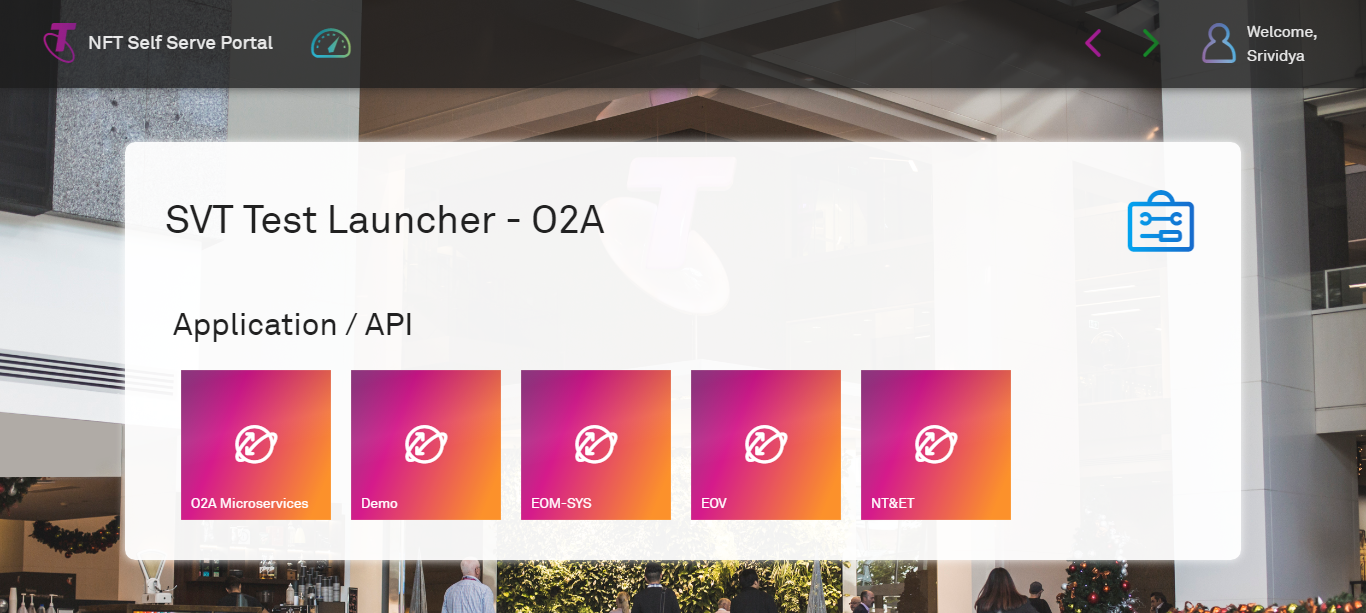 NFT Self Serve Portal
Welcome,
Srividya
SVT Test Launcher - O2A
Application / API
O2A Microservices
Demo
EOM-SYS
EOV
NT&ET